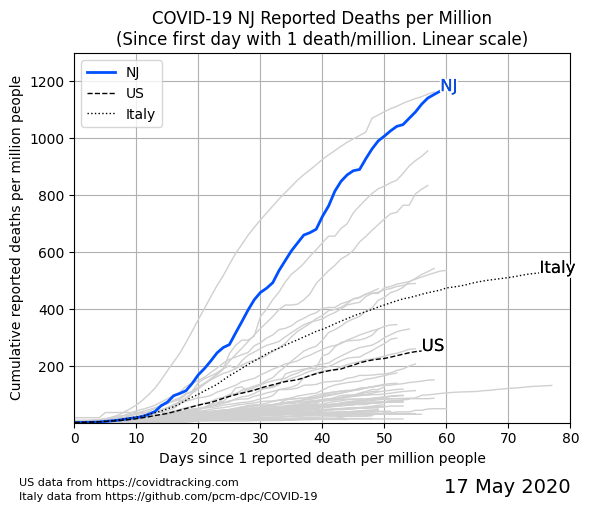 COVID-19 NJ Reported Deaths per Million
(Since first day with 1 death/million. Linear scale)
Cumulative reported deaths per million people
1200
1000
800
600
400
200
NJ
US
Italy
NJ
Italy
US
0 10 20 30 40 50 60 70 80
Days since 1 reported death per million people
US data from https://covidtracking.com
Italy data from https://github.com/pcm-dpc/COVID-19
17 May 2020